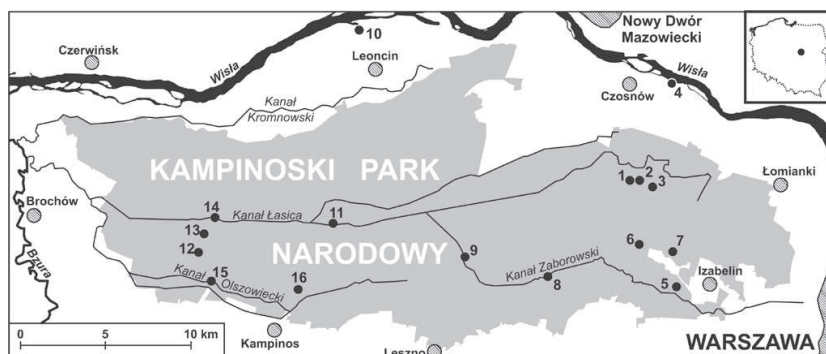 Nowy Dwór
Mazowiecki
10
Czerwińsk
Leoncin
Wisła
Wisła
Czosnów
4
Kanał
Kromnowski
KAMPINOSKI PARK
1 2 3
Łomianki
Brochów
14
Kanał Łasica
11
13
NARODOWY
12
6
7
9
Bzura
15
Kanał
Olszowiecki
16
Kanał Zaborowski
8
5
Izabelin
0 5 10 km
Kampinos
Leszno
WARSZAWA